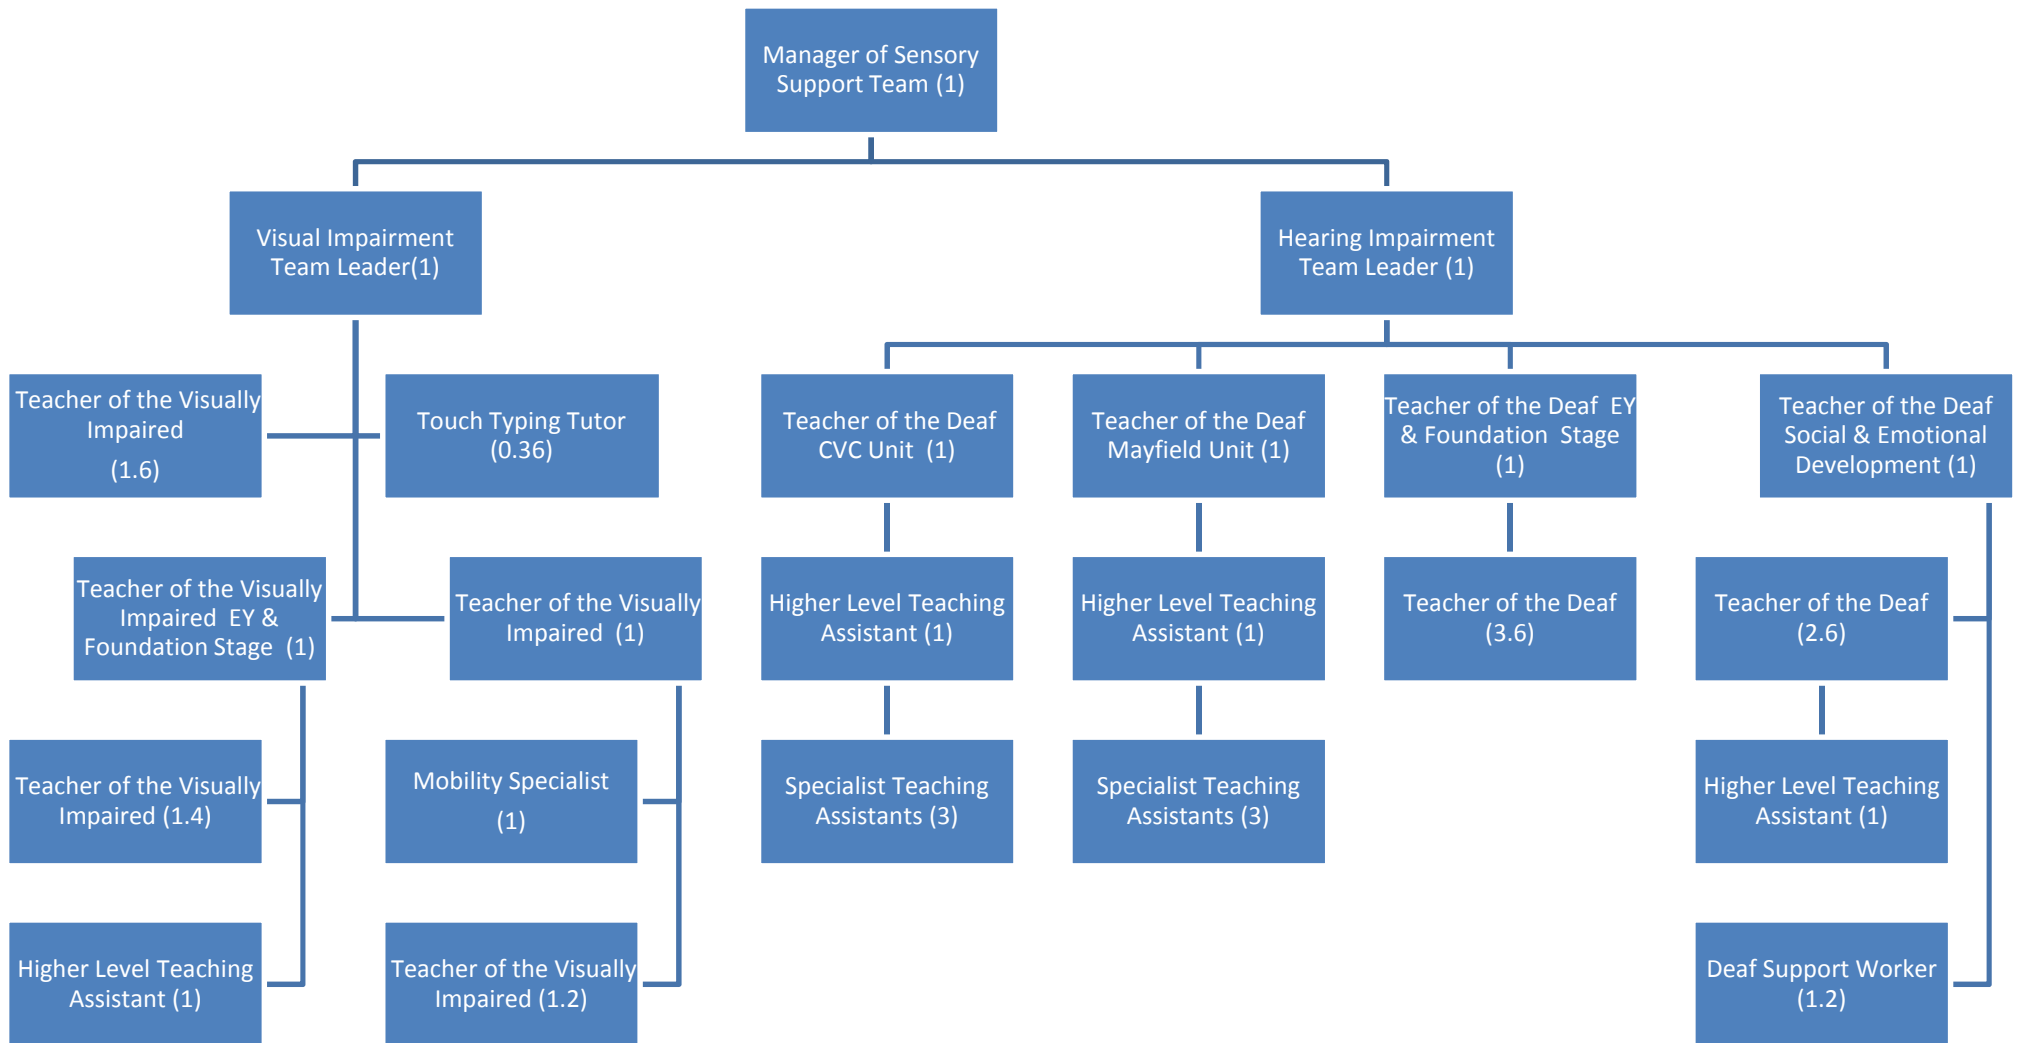 Manager of Sensory
Support Team (1)
Visual Impairment
Team Leader(1)
Hearing Impairment
Team Leader (1)
Teacher of the Visually
Impaired
(1.6)
Touch Typing Tutor
(0.36)
Teacher of the Deaf
CVC Unit (1)
Teacher of the Deaf
Mayfield Unit (1)
Teacher of the Deaf EY
& Foundation Stage
(1)
Teacher of the Deaf
Social & Emotional
Development (1)
Teacher of the Visually
Impaired EY &
Foundation Stage (1)
Teacher of the Visually
Impaired (1)
Higher Level Teaching
Assistant (1)
Higher Level Teaching
Assistant (1)
Teacher of the Deaf
(3.6)
Teacher of the Deaf
(2.6)
Teacher of the Visually
Impaired (1.4)
Mobility Specialist
(1)
Specialist Teaching
Assistants (3)
Specialist Teaching
Assistants (3)
Higher Level Teaching
Assistant (1)
Higher Level Teaching
Assistant (1)
Teacher of the Visually
Impaired (1.2)
Deaf Support Worker
(1.2)